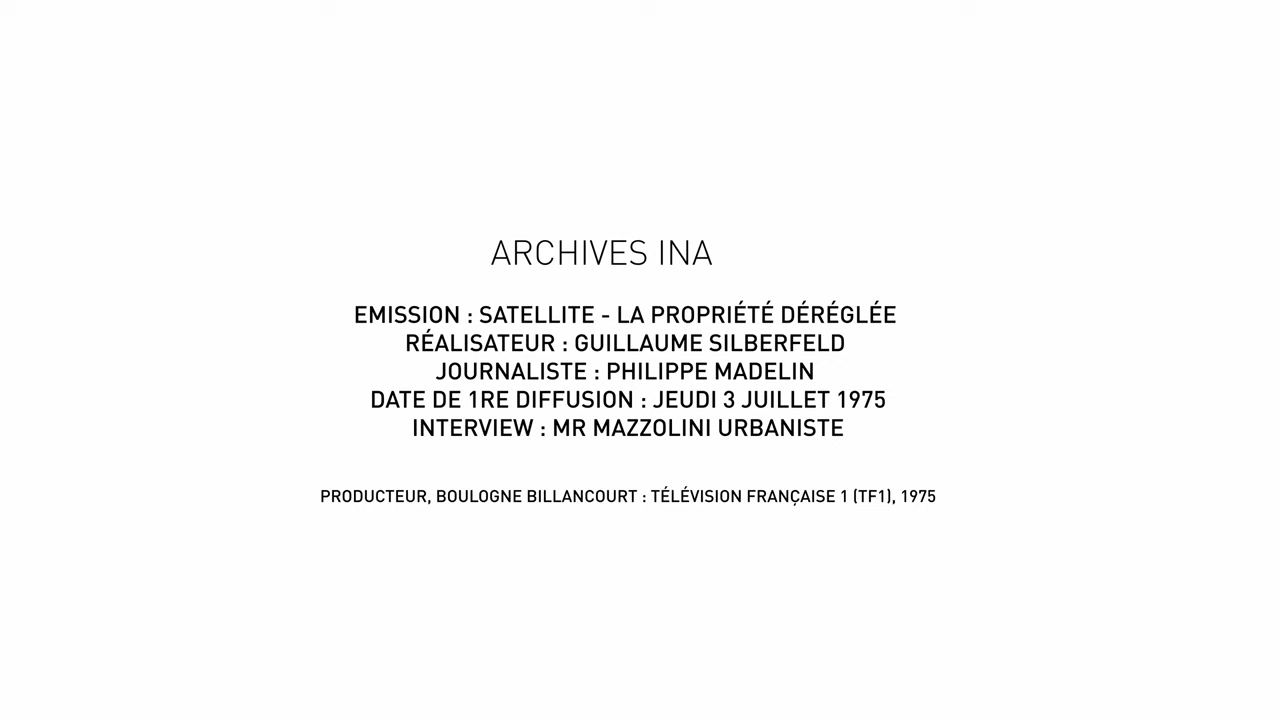 ARCHIVES INA
EMISSION : SATELLITE - LA PROPRIÉTÉ DÉRÉGLÉE
RÉALISATEUR : GUILLAUME SILBERFELD
JOURNALISTE : PHILIPPE MADELIN
DATE DE 1RE DIFFUSION : JEUDI 3 JUILLET 1975
INTERVIEW : MR MAZZOLINI URBANISTE
PRODUCTEUR, BOULOGNE BILLANCOURT : TÉLÉVISION FRANÇAISE 1 (TF1), 1975